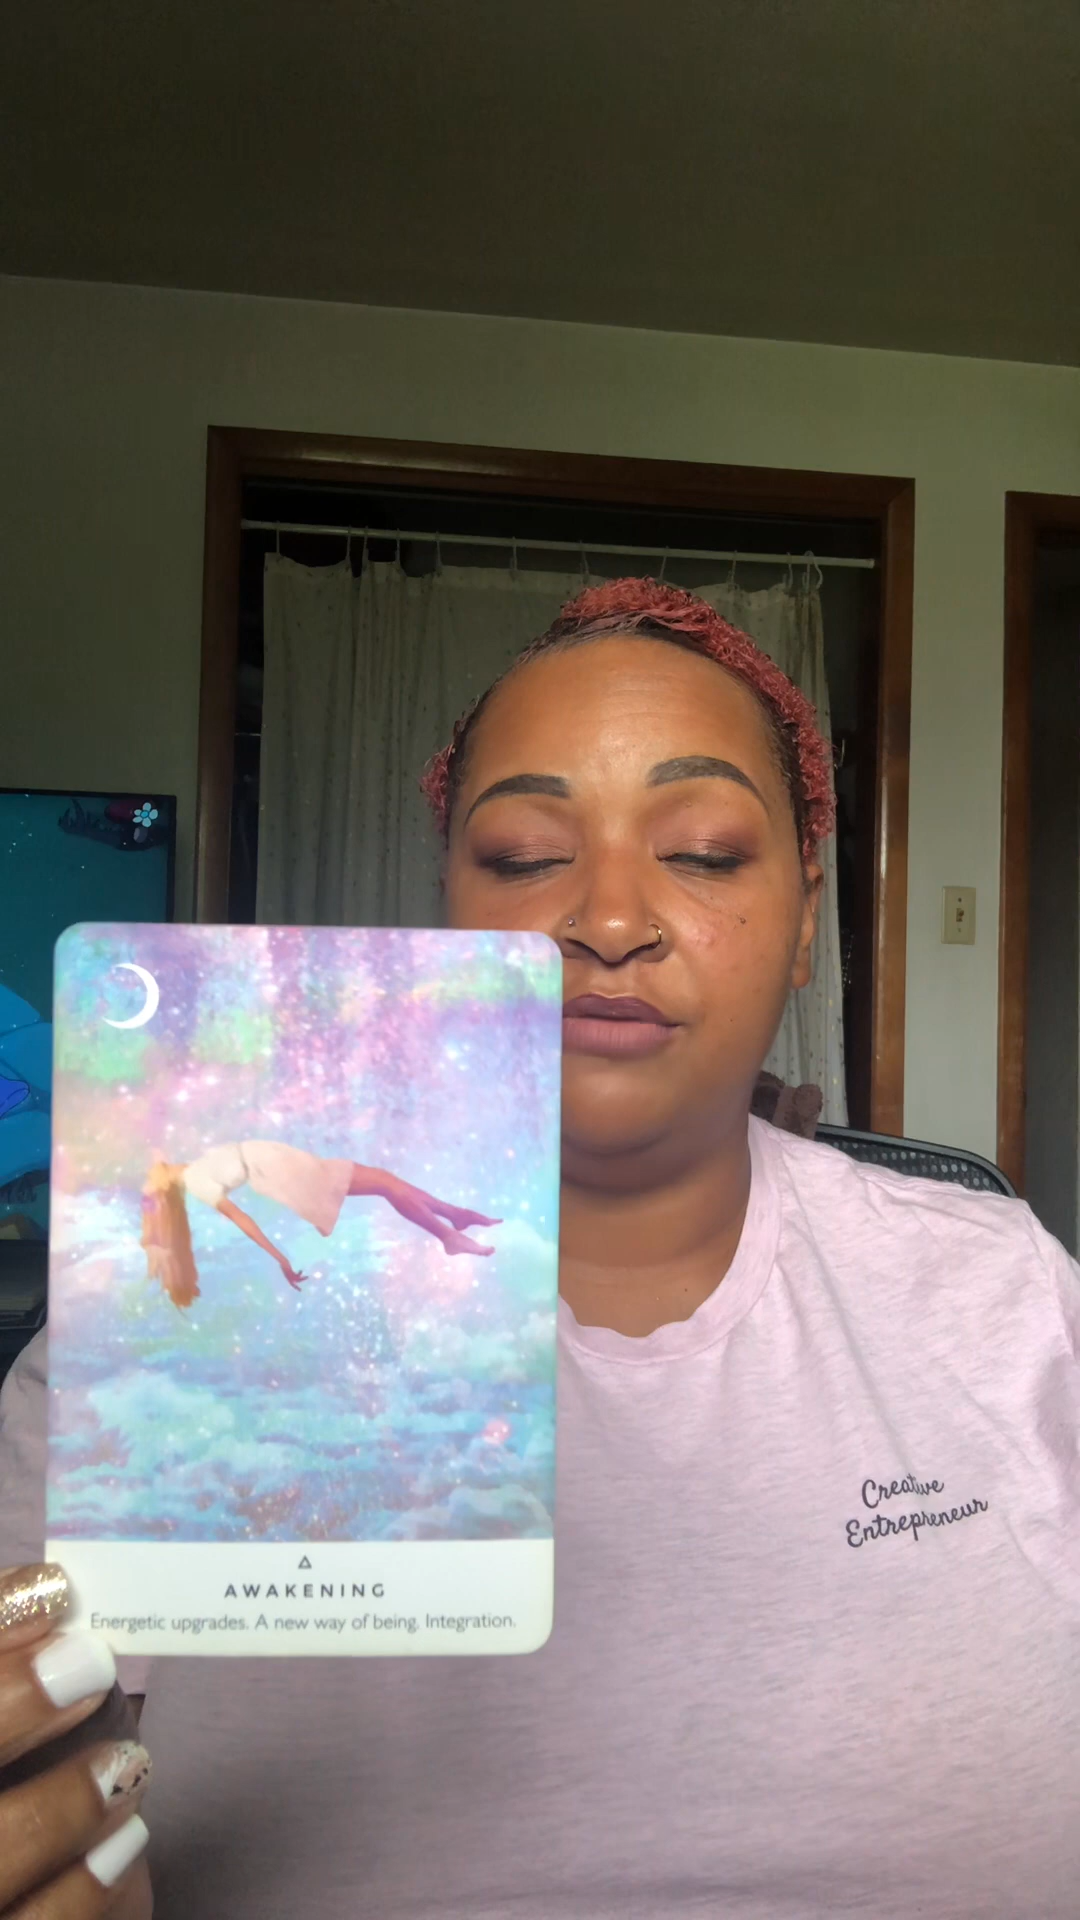 AWAKENING
Energetic upgrades. A new way of being. Integration.
Creative
Entrepreneur